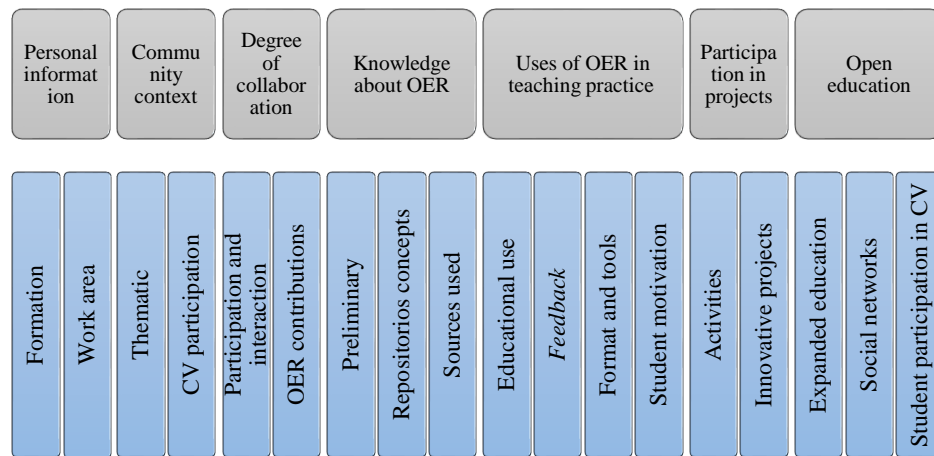 Personal
informat
ion
Commu
nity
context
Degree
of
collabor
ation
Knowledge
about OER
Uses of OER in
teaching practice
Participa
tion in
projects
Open
education
Formation
Work area
Thematic
CV participation
Participation and
interaction
OER contributions
Preliminary
Repositorios concepts
Sources used
Educational use
Feedback
Format and tools
Student motivation
Activities
Innovative projects
Expanded education
Social networks
Student participation in CV